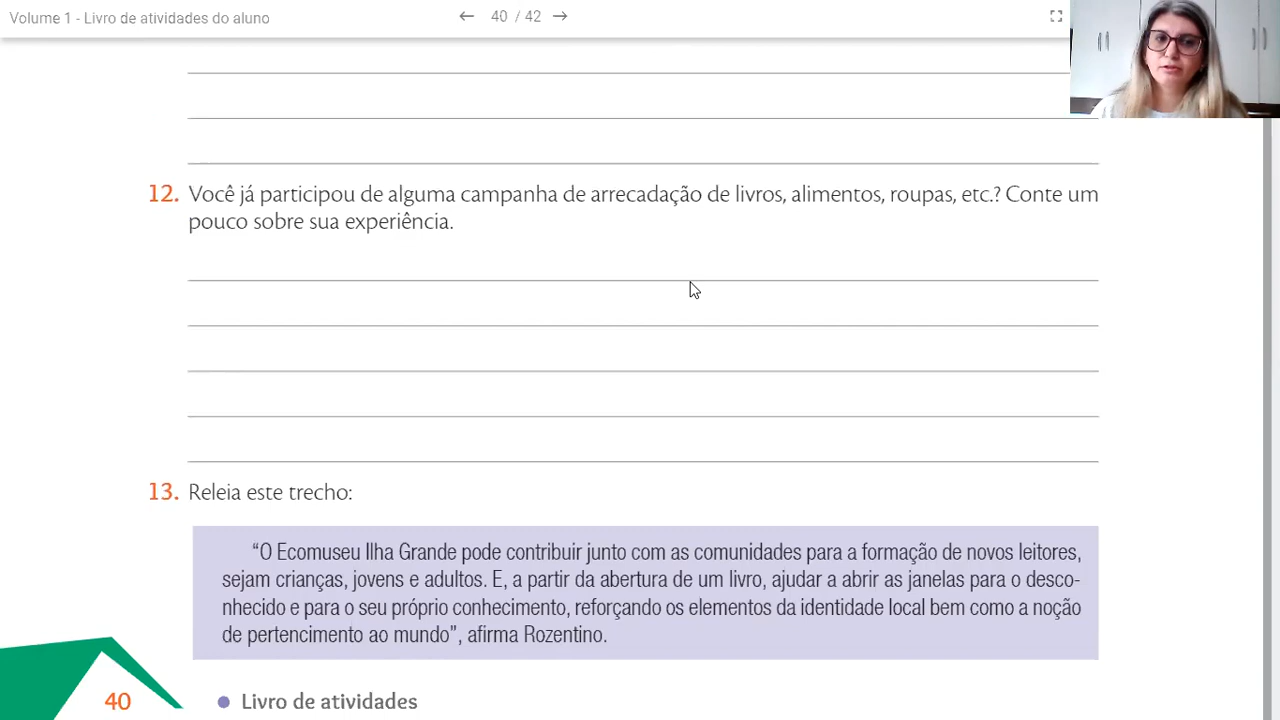 Volume 1 - Livro de atividades do aluno
40 / 42
12. Você já participou de alguma campanha de arrecadação de livros, alimentos, roupas, etc.? Conte um
pouco sobre sua experiência.
13. Releia este trecho:
“O Ecomuseu Ilha Grande pode contribuir junto com as comunidades para a formação de novos leitores,
sejam crianças, jovens e adultos. E, a partir da abertura de um livro, ajudar a abrir as janelas para o desco-
nhecido e para o seu próprio conhecimento, reforçando os elementos da identidade local bem como a noção
de pertencimento ao mundo”, afirma Rozentino.
40
Livro de atividades